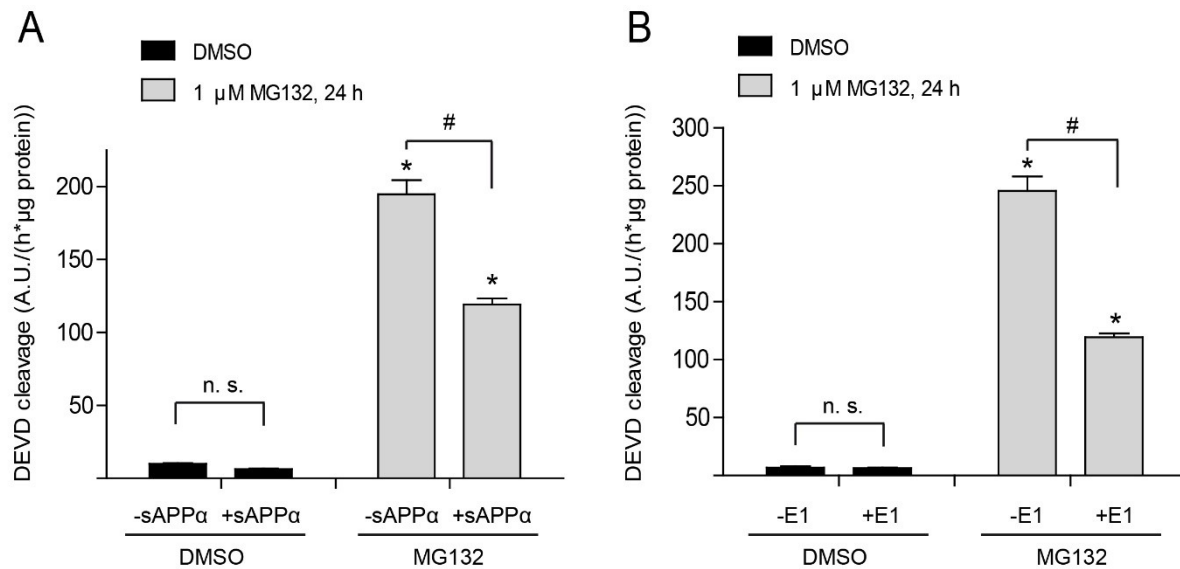 A
DMSO
1 µM MG132, 24 h
DEVD cleavage (A.U./(h*µg protein))
200
150
100
50
n. s.
*
*
#
-sAPPα +sAPPα -sAPPα +sAPPα
DMSO MG132
B
DMSO
1 µM MG132, 24 h
DEVD cleavage (A.U./(h*µg protein))
300
250
200
150
100
50
n. s.
*
*
#
-E1 +E1 -E1 +E1
DMSO MG132